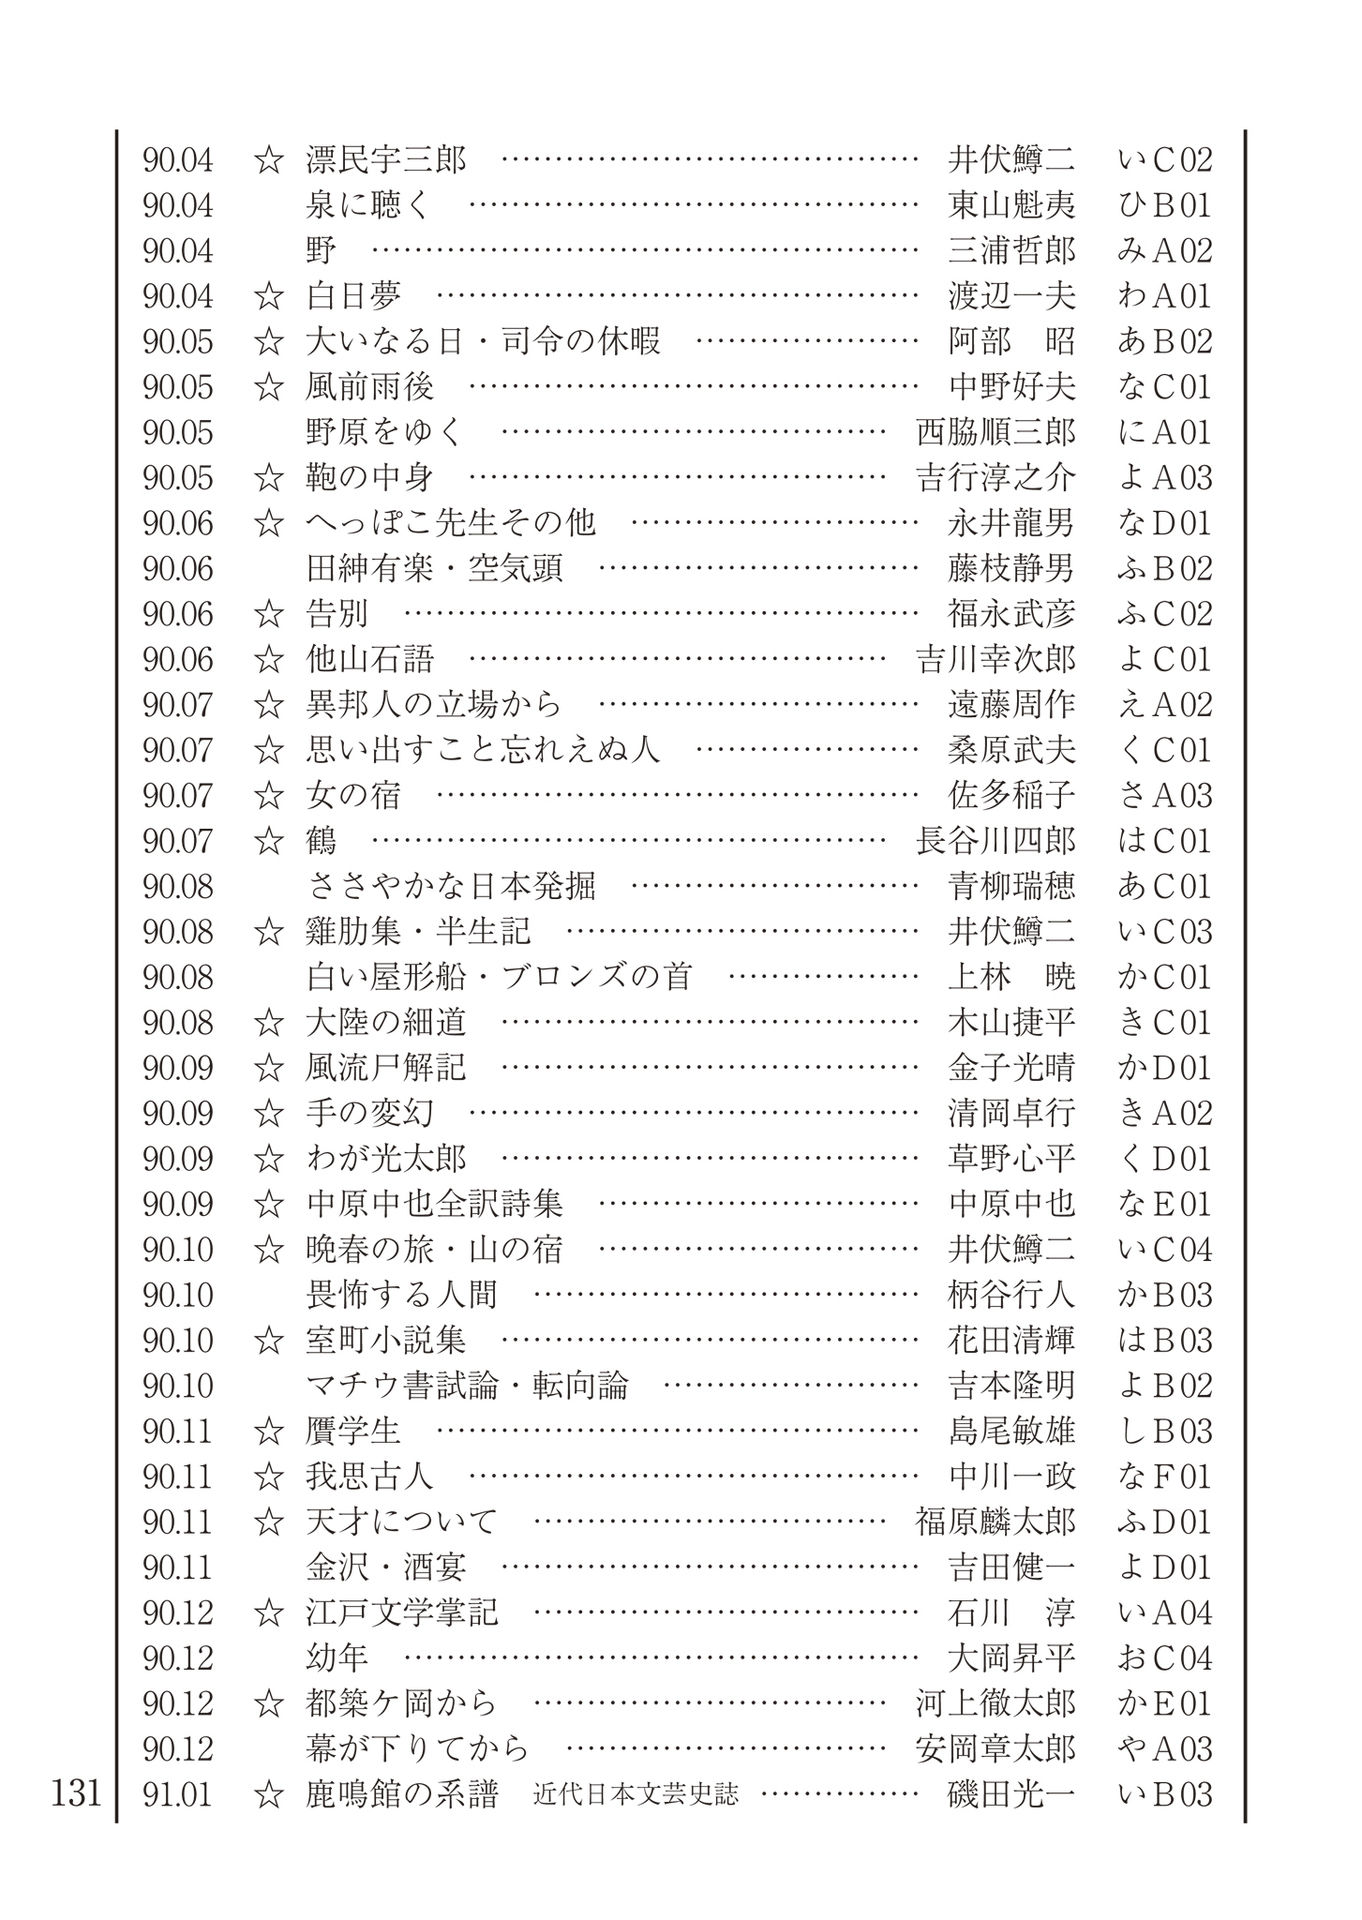 90.04 ☆ 漂民宇三郎 …… 井伏鱒二 いC02
90.04 泉に聴く …… 東山魁夷 ひB01
90.04 野 …… 三浦哲郎 みA02
90.04 ☆ 白日夢 …… 渡辺一夫 わA01
90.05 ☆ 大いなる日・司令の休暇 …… 阿部 昭 あB02
90.05 ☆ 風前雨後 …… 中野好夫 なC01
90.05 野原をゆく …… 西脇順三郎 にA01
90.05 ☆ 鞄の中身 …… 吉行淳之介 よA03
90.06 ☆ へっぽこ先生その他 …… 永井龍男 なD01
90.06 田紳有楽・空気頭 …… 藤枝静男 ふB02
90.06 ☆ 告別 …… 福永武彦 ふC02
90.06 ☆ 他山石語 …… 吉川幸次郎 よC01
90.07 ☆ 異邦人の立場から …… 遠藤周作 えA02
90.07 ☆ 思い出すこと忘れえぬ人 …… 桑原武夫 くC01
90.07 ☆ 女の宿 …… 佐多稲子 さA03
90.07 ☆ 鶴 …… 長谷川四郎 はC01
90.08 ささやかな日本発掘 …… 青柳瑞穂 あC01
90.08 ☆ 雞肋集・半生記 …… 井伏鱒二 いC03
90.08 白い屋形船・ブロンズの首 …… 上林 暁 かC01
90.08 ☆ 大陸の細道 …… 木山捷平 きC01
90.09 ☆ 風流尸解記 …… 金子光晴 かD01
90.09 ☆ 手の変幻 …… 清岡卓行 きA02
90.09 ☆ わが光太郎 …… 草野心平 くD01
90.09 ☆ 中原中也全訳詩集 …… 中原中也 なE01
90.10 ☆ 晩春の旅・山の宿 …… 井伏鱒二 いC04
90.10 畏怖する人間 …… 柄谷行人 かB03
90.10 ☆ 室町小説集 …… 花田清輝 はB03
90.10 マチウ書試論・転向論 …… 吉本隆明 よB02
90.11 ☆ 贋学生 …… 島尾敏雄 しB03
90.11 ☆ 我思古人 …… 中川一政 なF01
90.11 ☆ 天才について …… 福原麟太郎 ふD01
90.11 金沢・酒宴 …… 吉田健一 よD01
90.12 ☆ 江戸文学掌記 …… 石川 淳 いA04
90.12 幼年 …… 大岡昇平 おC04
90.12 ☆ 都築ケ岡から …… 河上徹太郎 かE01
90.12 幕が下りてから …… 安岡章太郎 やA03
131 91.01 ☆ 鹿鳴館の系譜 近代日本文芸史誌 …… 磯田光一 いB03